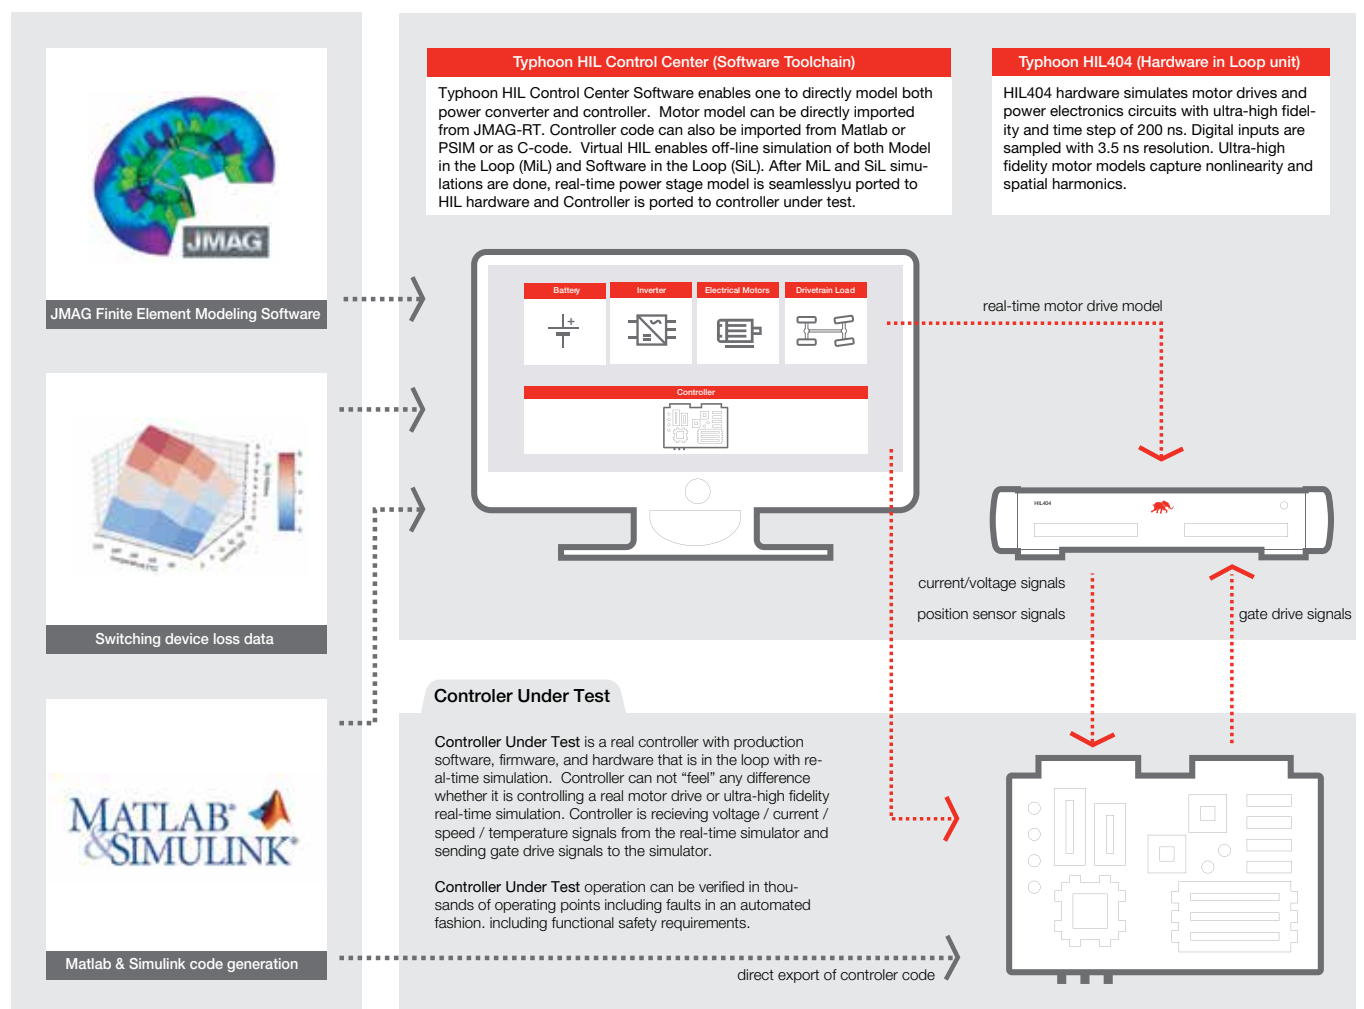 JMAG
JMAG Finite Element Modeling Software
Switching device loss data
MATLAB®
&SIMULINK®
Matlab & Simulink code generation
Typhoon HIL Control Center (Software Toolchain)
Typhoon HIL Control Center Software enables one to directly model both
power converter and controller.  Motor model can be directly imported
from JMAG-RT. Controller code can also be imported from Matlab or
PSIM or as C-code.  Virtual HIL enables off-line simulation of both Model
in the Loop (MiL) and Software in the Loop (SiL). After MiL and SiL simu-
lations are done, real-time power stage model is seamlesslyu ported to
HIL hardware and Controller is ported to controller under test.
Typhoon HIL404 (Hardware in Loop unit)
HIL404 hardware simulates motor drives and
power electronics circuits with ultra-high fidel-
ity and time step of 200 ns. Digital inputs are
sampled with 3.5 ns resolution. Ultra-high
fidelity motor models capture nonlinearity and
spatial harmonics.
Battery
Inverter
Electrical Motors
Drivetrain Load
+
Controller
real-time motor drive model
HIL404
current/voltage signals
position sensor signals
gate drive signals
Controler Under Test
Controller Under Test is a real controller with production
software, firmware, and hardware that is in the loop with re-
al-time simulation.  Controller can not “feel” any difference
whether it is controlling a real motor drive or ultra-high fidelity
real-time simulation. Controller is recieving voltage / current /
speed / temperature signals from the real-time simulator and
sending gate drive signals to the simulator.
Controller Under Test operation can be verified in thou-
sands of operating points including faults in an automated
fashion. including functional safety requirements.
direct export of controler code